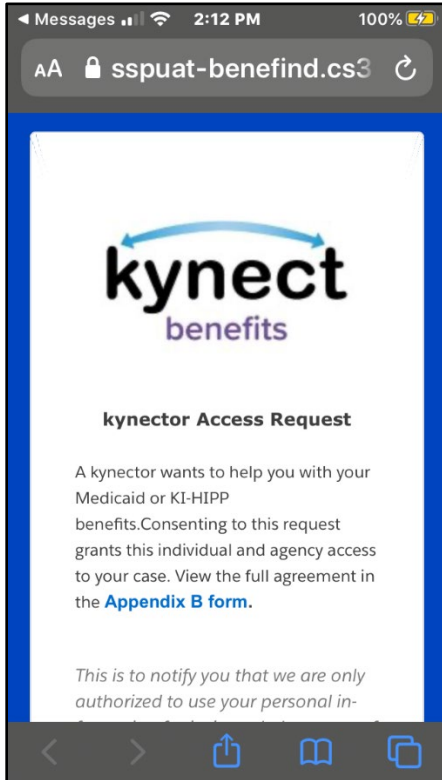 Messages 2:12 PM 100%
AA sspuat-benefind.cs3
kynect
benefits
kynector Access Request
A kynector wants to help you with your
Medicaid or KI-HIPP
benefits.Consenting to this request
grants this individual and agency access
to your case. View the full agreement in
the Appendix B form.
This is to notify you that we are only
authorized to use your personal in-